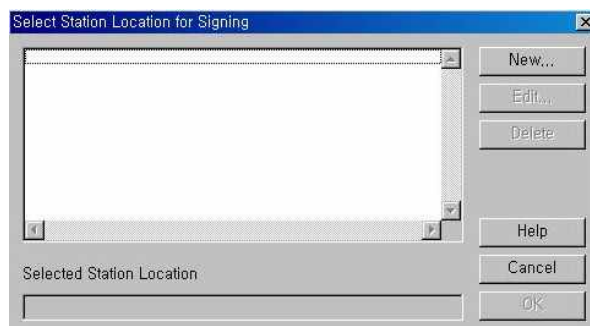 Select Station Location for Signing
New...
Edit...
Delete
Help
Selected Station Location
Cancel
OK